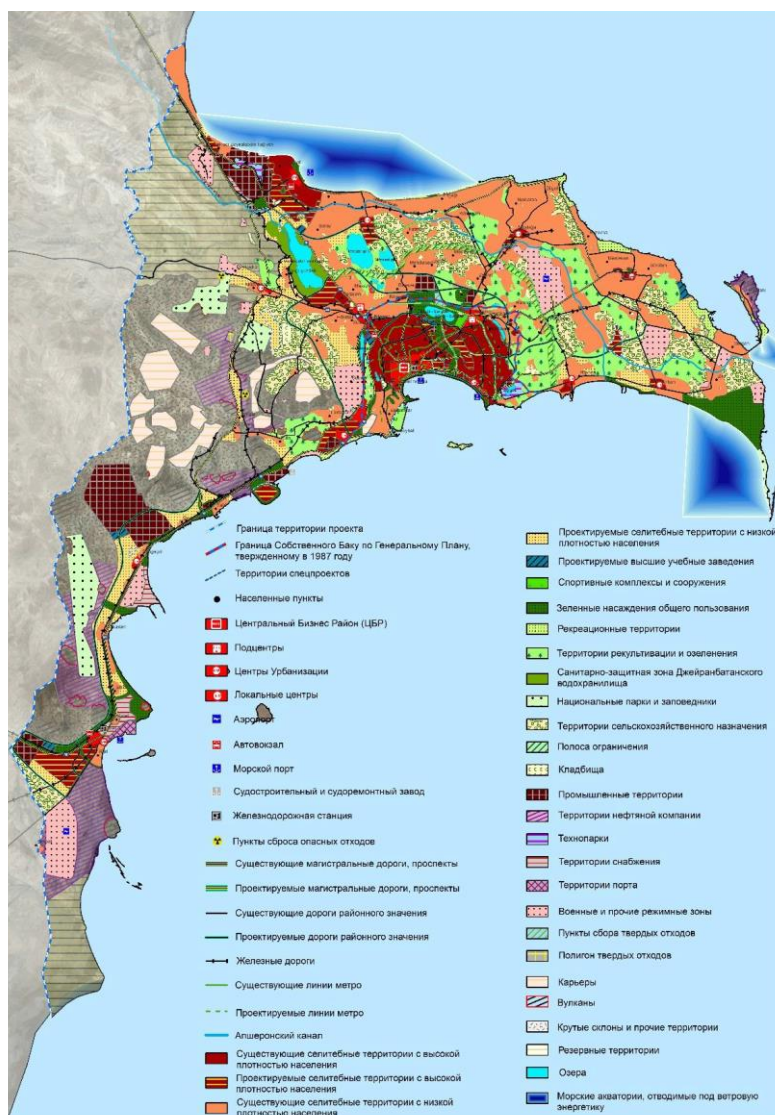 Граница территории проекта
Граница Собственного Баку по Генеральному Плану,
твержденному в 1987 году
Территории спецпроектов
Населенные пункты
Центральный Бизнес Район (ЦБР)
Подцентры
Центры Урбанизации
Локальные центры
Аэропорт
Автовокзал
Морской порт
Судостроительный и судоремонтный завод
Железнодорожная станция
Пункты сброса опасных отходов
Существующие магистральные дороги, проспекты
Проектируемые магистральные дороги, проспекты
Существующие дороги районного значения
Проектируемые дороги районного значения
Железные дороги
Существующие линии метро
Проектируемые линии метро
Апшеронский канал
Существующие селитебные территории с высокой
плотностью населения
Проектируемые селитебные территории с высокой
плотностью населения
Существующие селитебные территории с низкой
плотностью населения
Проектируемые селитебные территории с низкой
плотностью населения
Проектируемые высшие учебные заведения
Спортивные комплексы и сооружения
Зеленные насаждения общего пользования
Рекреационные территории
Территории рекультивации и озеленения
Санитарно-защитная зона Джейранбатанского
водохранилища
Национальные парки и заповедники
Территории сельскохозяйственного назначения
Полоса ограничения
Кладбища
Промышленные территории
Территории нефтяной компании
Технопарки
Территории снабжения
Территории порта
Военные и прочие режимные зоны
Пункты сбора твердых отходов
Полигон твердых отходов
Карьеры
Вулканы
Крутые склоны и прочие территории
Резервные территории
Озера
Морские акватории, отводимые под ветровую
энергетику